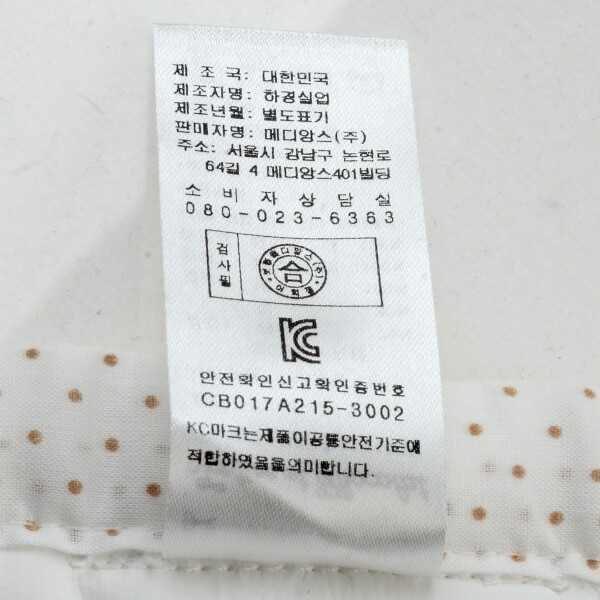 제 조 국: 대한민국
제조자명: 하경실업
제조년월: 별도표기
판매자명: 메디앙스(주)
주소: 서울시 강남구 논현로
64길 4 메디앙스401빌딩
소 비 자 상 담 실
080-023-6363
검사필
合
KC
안전확인신고확인증번호
CB017A215-3002
KC마크는제품이공통안전기준에
적합하였음을의미합니다.